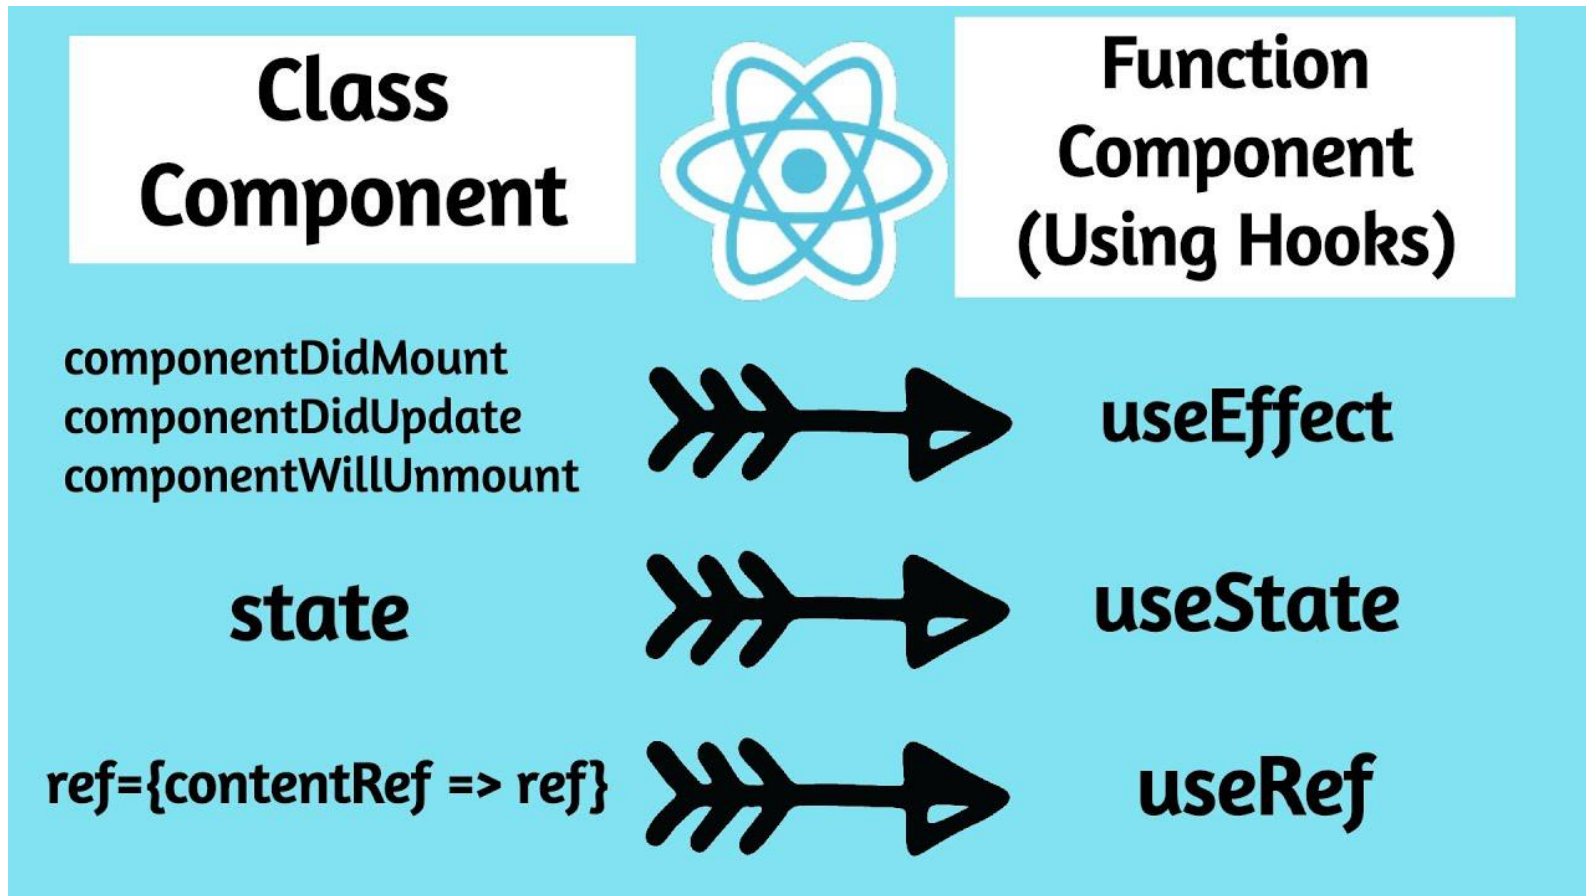 Class
Component
Function
Component
(Using Hooks)
componentDidMount
componentDidUpdate
componentWillUnmount
useEffect
state
useState
ref={contentRef => ref}
useRef